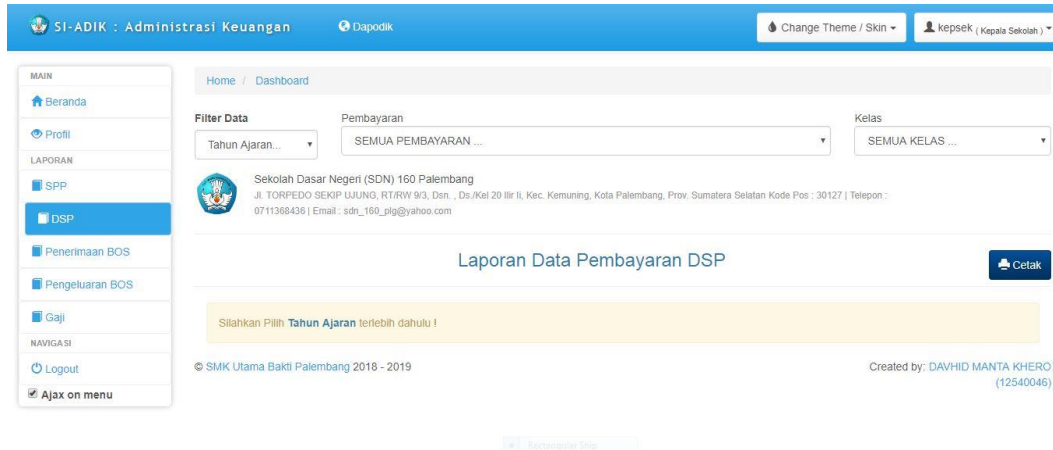 SI-ADIK : Administrasi Keuangan
Dapodik
Change Theme / Skin
kepsek ( Kepala Sekolah )
MAIN
Beranda
Profil
LAPORAN
SPP
DSP
Penerimaan BOS
Pengeluaran BOS
Gaji
NAVIGASI
Logout
Ajax on menu
Home / Dashboard
Filter Data
Tahun Ajaran...
Pembayaran
SEMUA PEMBAYARAN ...
Kelas
SEMUA KELAS ...
Sekolah Dasar Negeri (SDN) 160 Palembang
Jl. TORPEDO SEKIP UJUNG, RT/RW 9/3, Dsn. , Ds./Kel 20 Ilir Ii, Kec. Kemuning, Kota Palembang, Prov. Sumatera Selatan Kode Pos : 30127 | Telepon :
0711368436 | Email : sdn_160_plg@yahoo.com
Laporan Data Pembayaran DSP
Cetak
Silahkan Pilih Tahun Ajaran terlebih dahulu !
© SMK Utama Bakti Palembang 2018 - 2019
Created by: DAVHID MANTA KHERO
(12540046)
Rectangular Snip